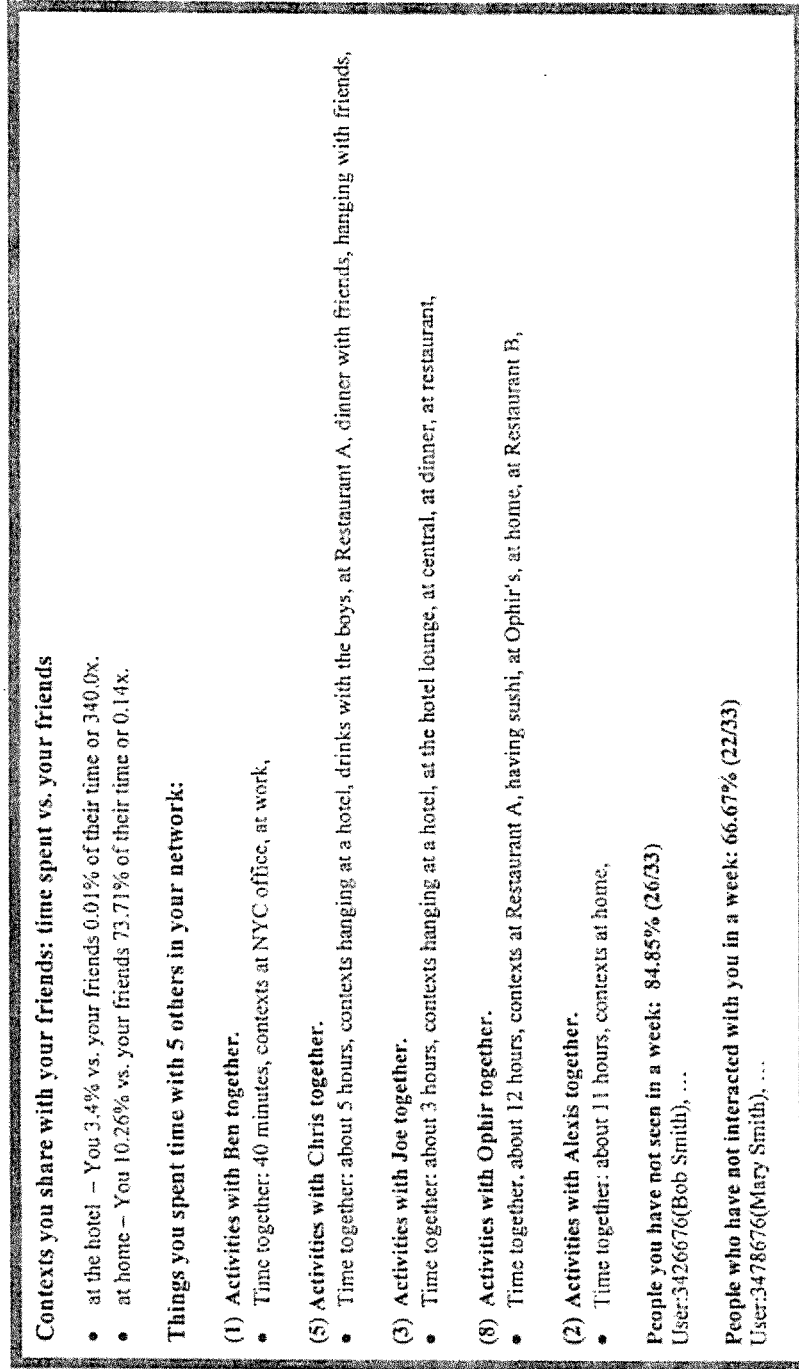 Contexts you share with your friends: time spent vs. your friends
• at the hotel – You 3.4% vs. your friends 0.01% of their time or 340.0x.
• at home – You 10.26% vs. your friends 73.71% of their time or 0.14x.
Things you spent time with 5 others in your network:
(1) Activities with Ben together.
• Time together: 40 minutes, contexts at NYC office, at work,
(5) Activities with Chris together.
• Time together: about 5 hours, contexts hanging at a hotel, drinks with the boys, at Restaurant A, dinner with friends, hanging with friends,
(3) Activities with Joe together.
• Time together: about 3 hours, contexts hanging at a hotel, at the hotel lounge, at central, at dinner, at restaurant,
(8) Activities with Ophir together.
• Time together, about 12 hours, contexts at Restaurant A, having sushi, at Ophir's, at home, at Restaurant B,
(2) Activities with Alexis together.
• Time together: about 11 hours, contexts at home,
People you have not seen in a week: 84.85% (26/33)
User:3426676(Bob Smith), ...
People who have not interacted with you in a week: 66.67% (22/33)
User:3478676(Mary Smith), ...